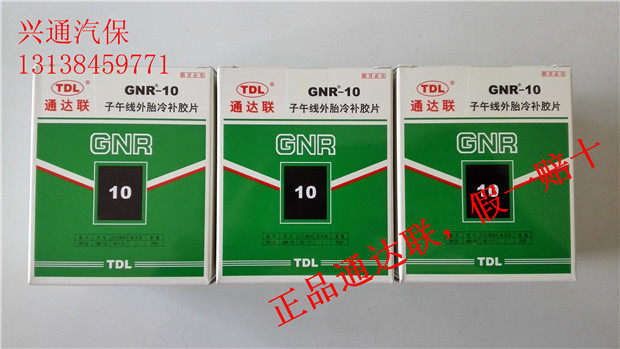 兴通汽保
13138459771
TDL®
通达联
GNR®-10
子午线外胎冷补胶片
GNR
10
TDL
TDL®
通达联
GNR®-10
子午线外胎冷补胶片
GNR
10
TDL
TDL®
通达联
GNR®-10
子午线外胎冷补胶片
GNR
10
TDL
正品通达联，假一赔十